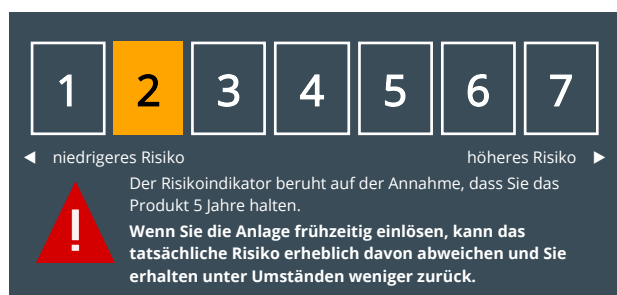 1 2 3 4 5 6 7
◄ niedrigeres Risiko höheres Risiko ►
Der Risikoindikator beruht auf der Annahme, dass Sie das
Produkt 5 Jahre halten.
Wenn Sie die Anlage frühzeitig einlösen, kann das
tatsächliche Risiko erheblich davon abweichen und Sie
erhalten unter Umständen weniger zurück.
!